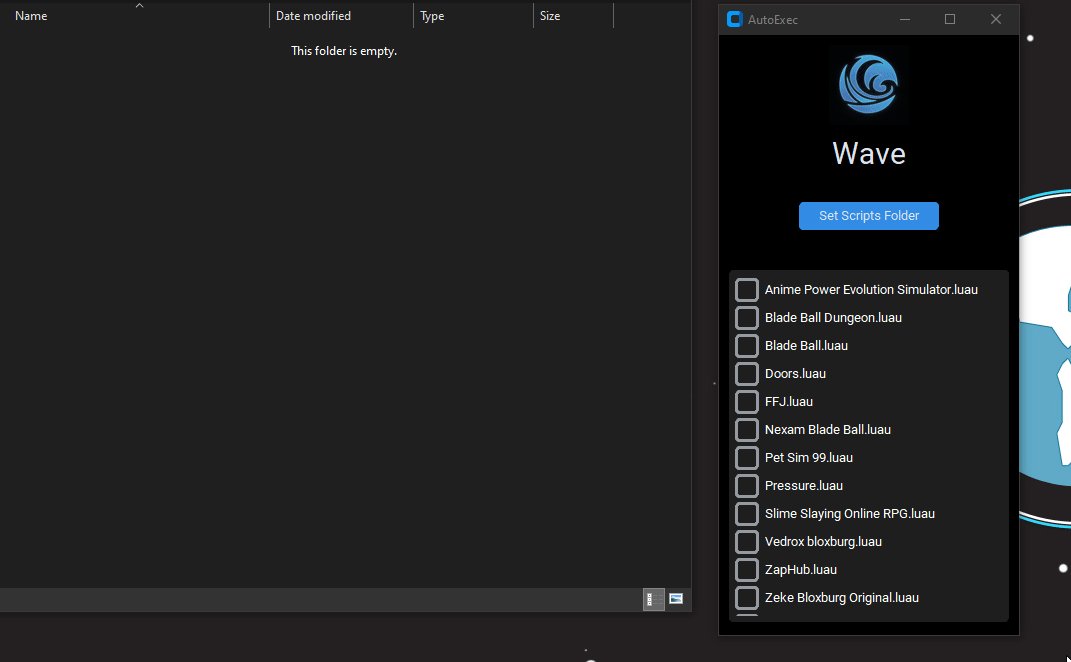 Name
Date modified
Type
Size
This folder is empty.
AutoExec
Wave
Set Scripts Folder
Anime Power Evolution Simulator.luau
Blade Ball Dungeon.luau
Blade Ball.luau
Doors.luau
FFJ.luau
Nexam Blade Ball.luau
Pet Sim 99.luau
Pressure.luau
Slime Slaying Online RPG.luau
Vedrox bloxburg.luau
ZapHub.luau
Zeke Bloxburg Original.luau